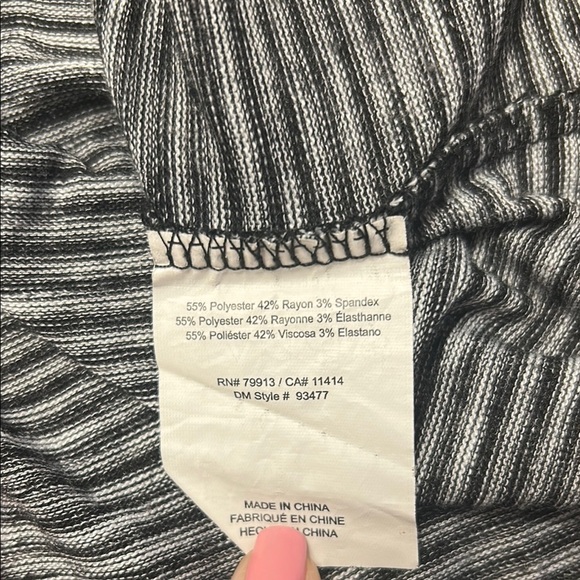 55% Polyester 42% Rayon 3% Spandex
55% Polyester 42% Rayonne 3% Élasthanne
55% Poliéster 42% Viscosa 3% Elastano
RN# 79913 / CA# 11414
DM Style # 93477
MADE IN CHINA
FABRIQUÉ EN CHINE
CHINA